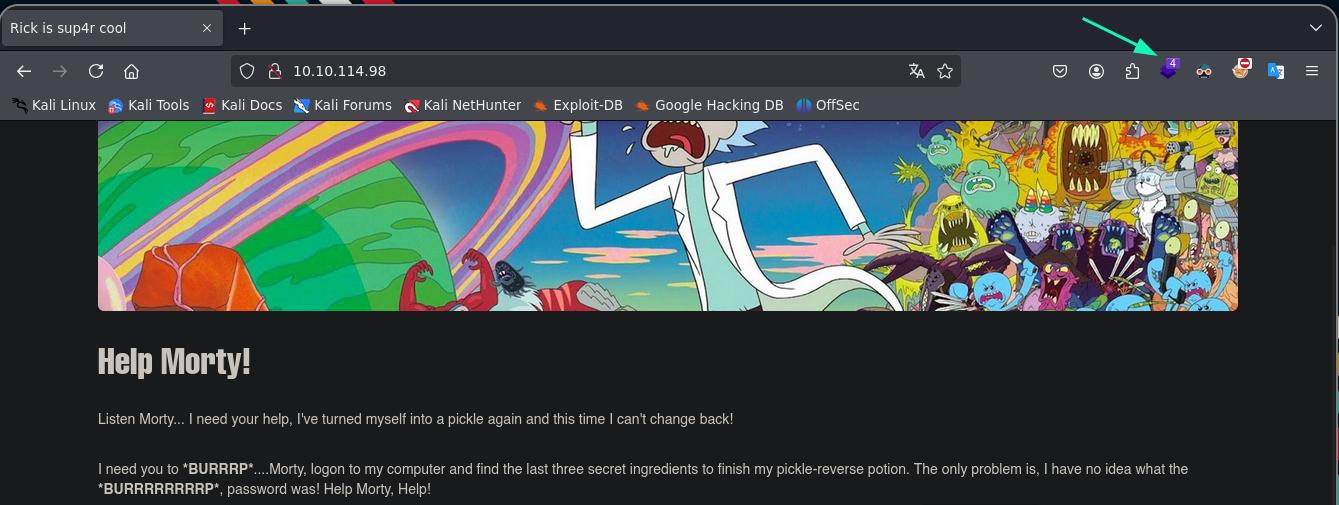 Rick is sup4r cool
10.10.114.98
4
Kali Linux Kali Tools Kali Docs Kali Forums Kali NetHunter Exploit-DB Google Hacking DB OffSec
Help Morty!
Listen Morty... I need your help, I've turned myself into a pickle again and this time I can't change back!
I need you to *BURRRP*....Morty, logon to my computer and find the last three secret ingredients to finish my pickle-reverse potion. The only problem is, I have no idea what the
*BURRRRRRRRP*, password was! Help Morty, Help!